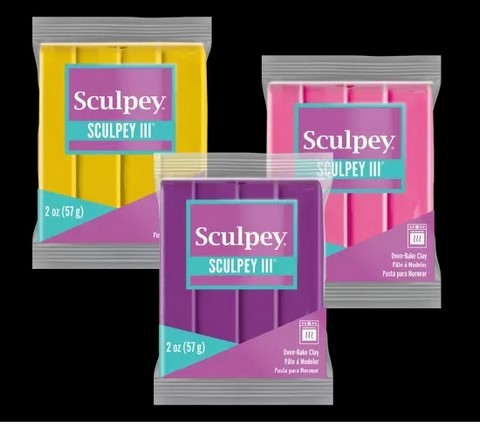 Sculpey®
SCULPEY III®
2 oz (57 g)
Sculpey®
SCULPEY III®
Oven-Bake Clay
Pâte à Modeler
Pasta para Hornear
Sculpey®
SCULPEY III®
2 oz (57 g)
Oven-Bake Clay
Pâte à Modeler
Pasta para Hornear